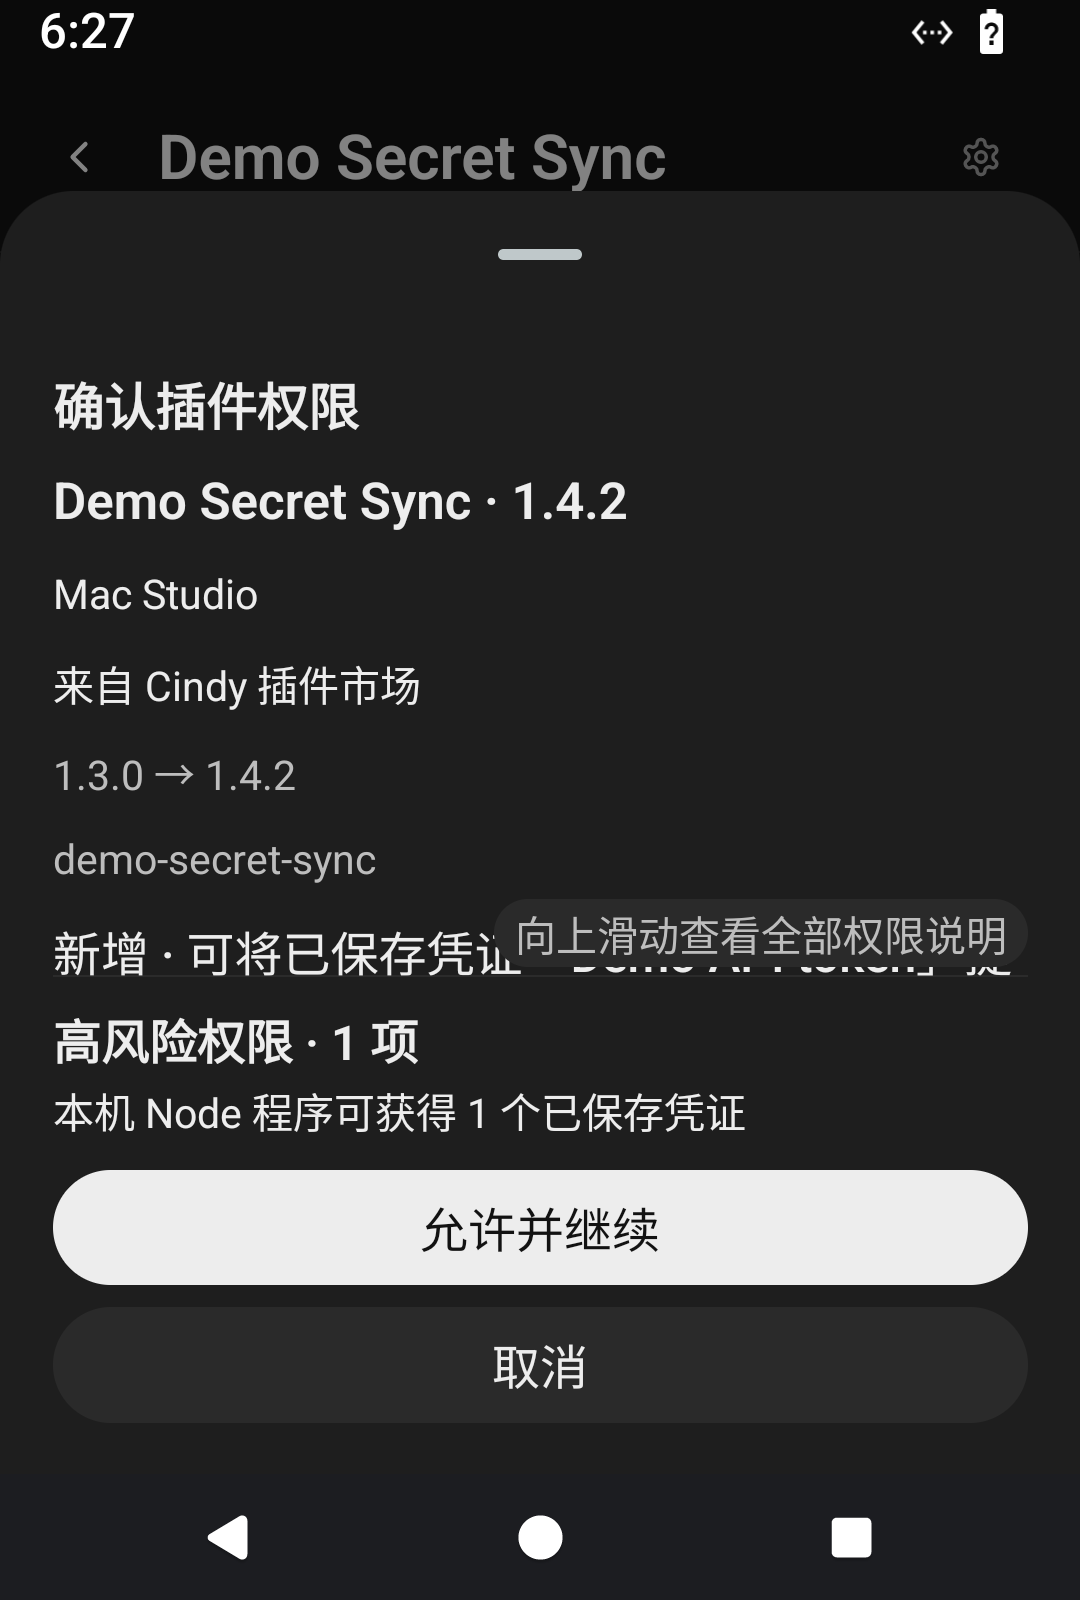 6:27
Demo Secret Sync
确认插件权限
Demo Secret Sync · 1.4.2
Mac Studio
来自 Cindy 插件市场
1.3.0 → 1.4.2
demo-secret-sync
向上滑动查看全部权限说明
新增 · 可将已保存凭证
高风险权限 · 1 项
本机 Node 程序可获得 1 个已保存凭证
允许并继续
取消